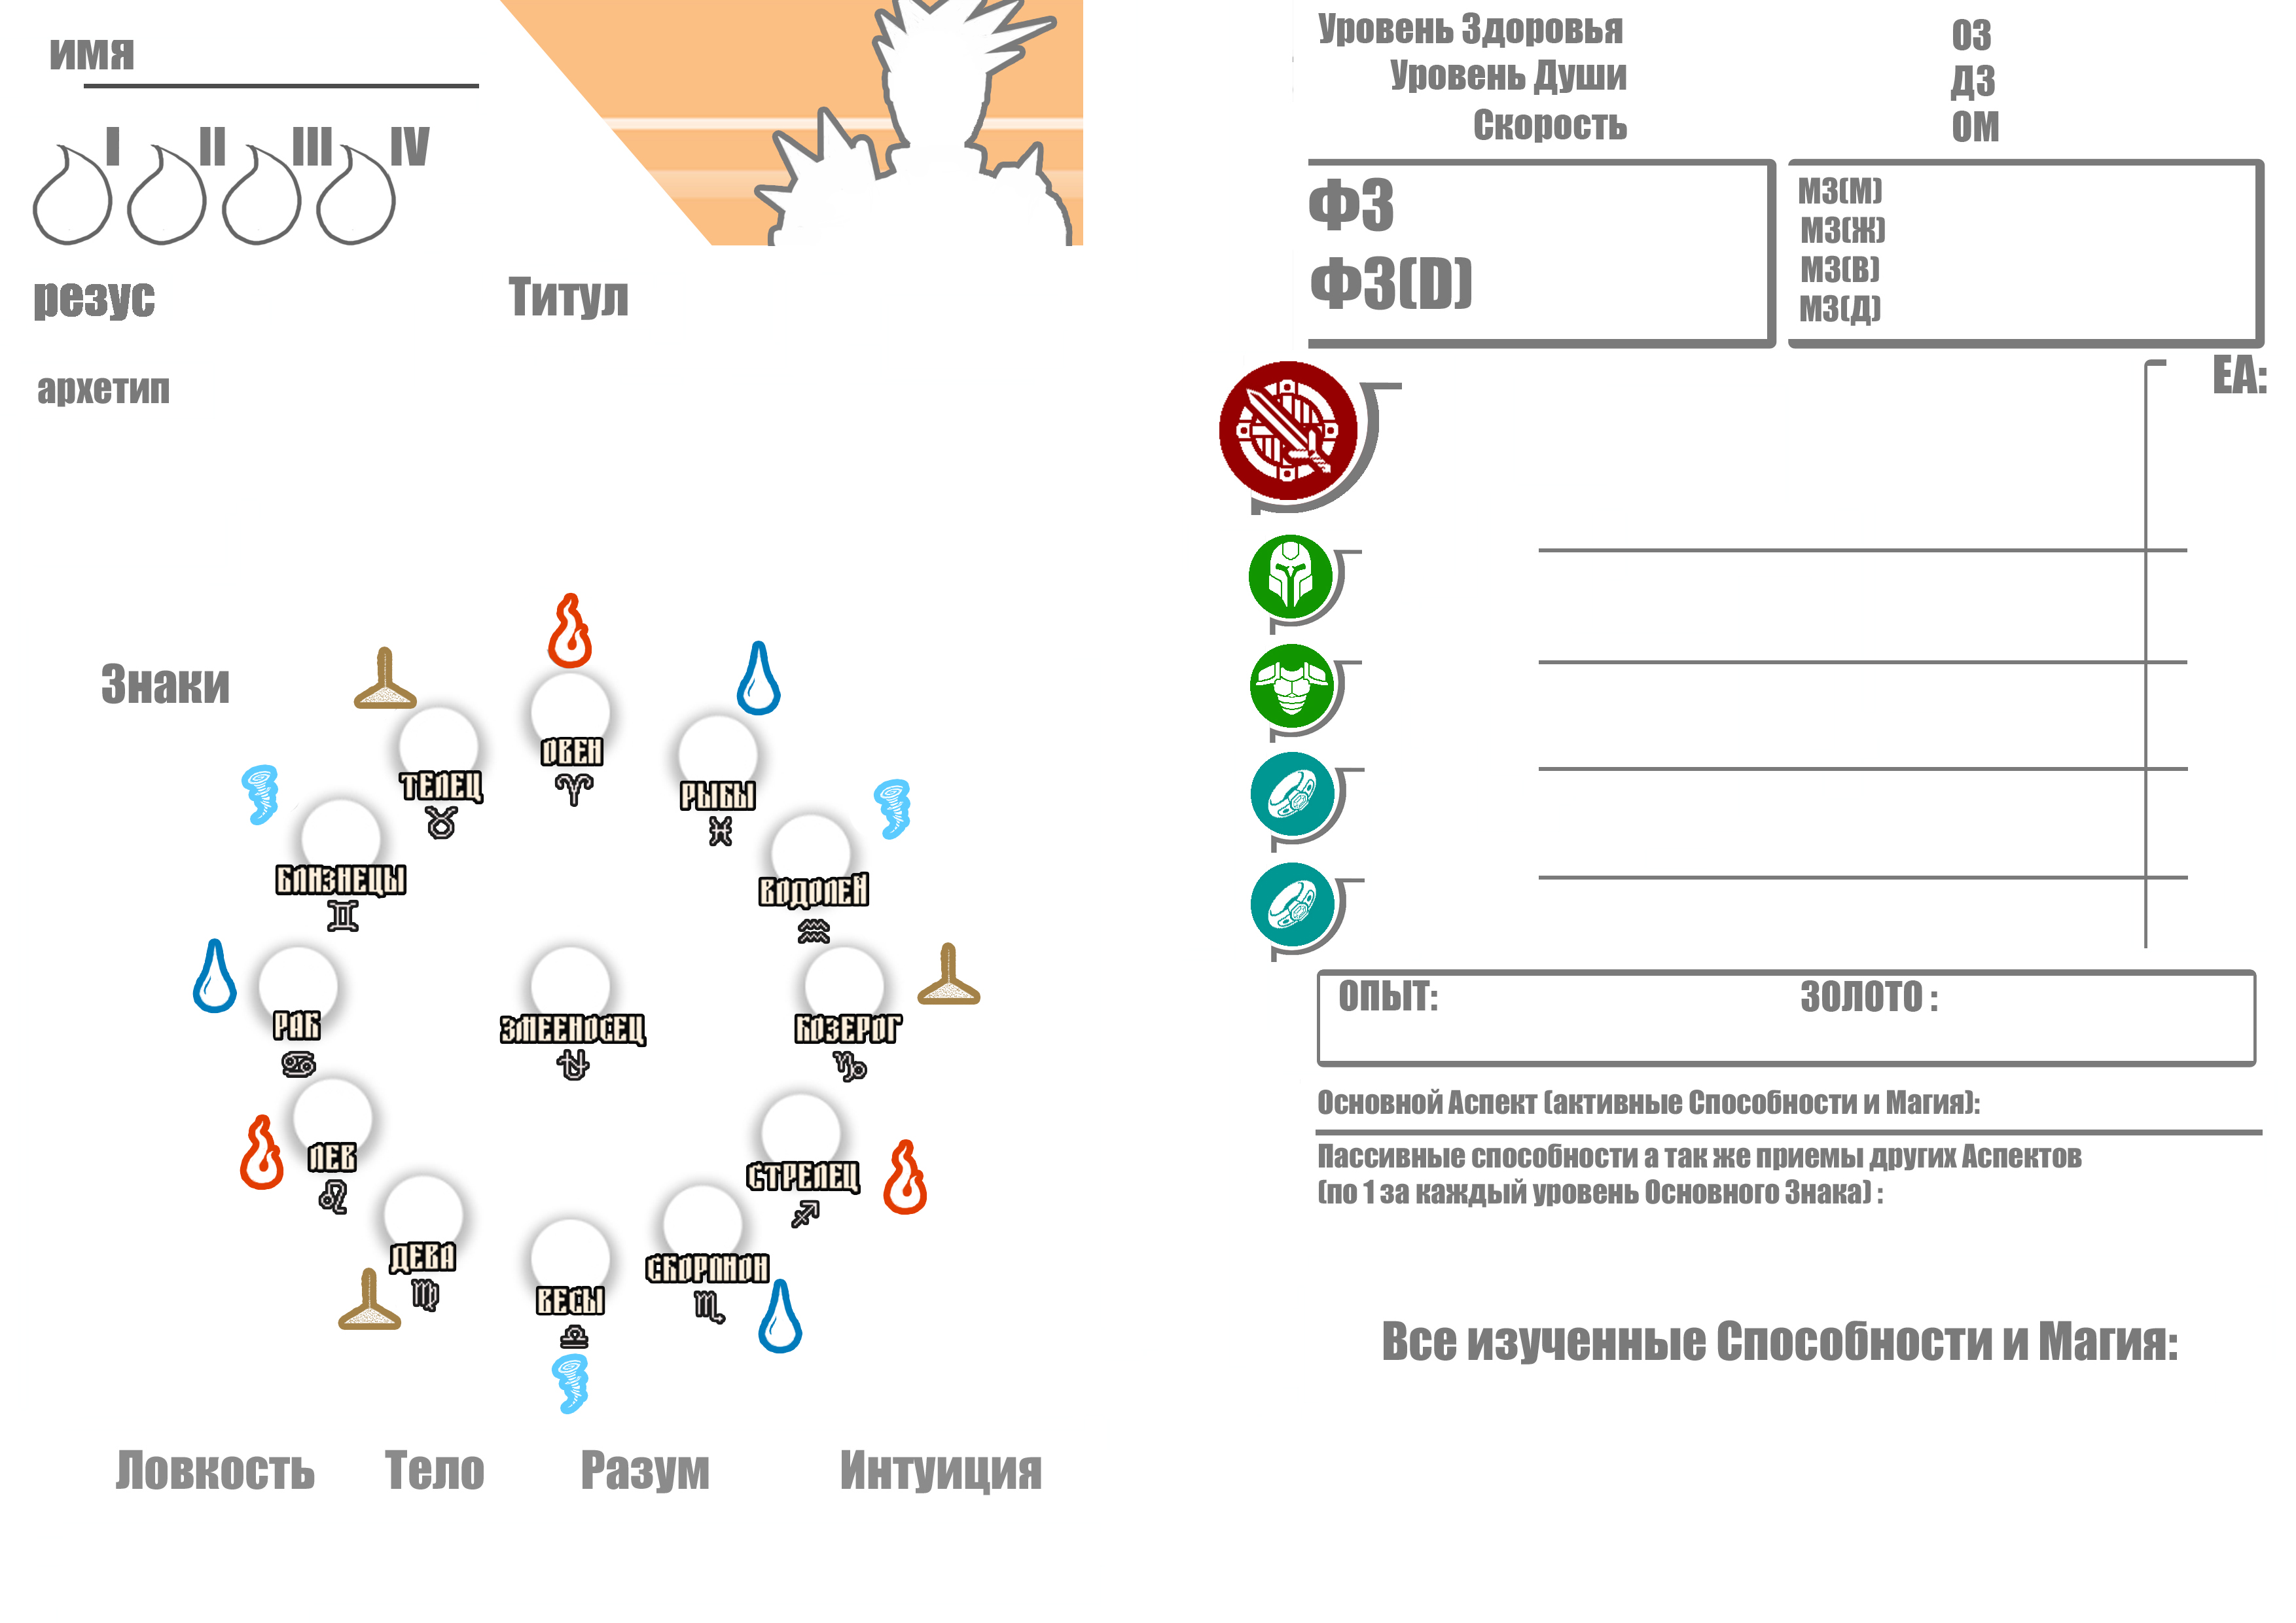 имя
I II III IV
резус
Титул
архетип
Знаки
ОВЕН
ТЕЛЕЦ
РЫБЫ
БЛИЗНЕЦЫ
ВОДОЛЕЙ
РАК
ЗМЕЕНОСЕЦ
КОЗЕРОГ
ЛЕВ
СТРЕЛЕЦ
ДЕВА
СКОРПИОН
ВЕСЫ
Ловкость Тело Разум Интуиция
Уровень Здоровья ОЗ
Уровень Души ДЗ
Скорость ОМ
ФЗ
ФЗ(D)
МЗ(М)
МЗ(Ж)
МЗ(В)
МЗ(Д)
ЕА:
ОПЫТ: ЗОЛОТО :
Основной Аспект (активные Способности и Магия):
Пассивные способности а так же приемы других Аспектов
(по 1 за каждый уровень Основного Знака) :
Все изученные Способности и Магия: